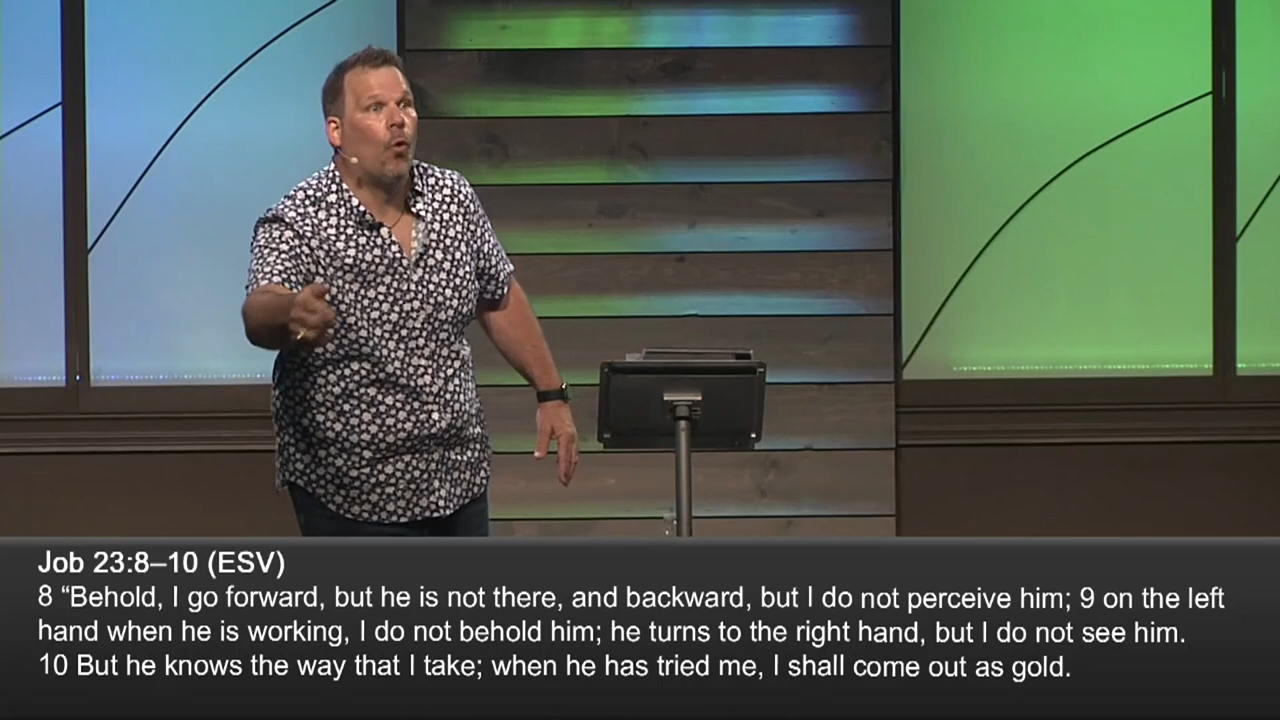 Job 23:8–10 (ESV)
8 “Behold, I go forward, but he is not there, and backward, but I do not perceive him; 9 on the left
hand when he is working, I do not behold him; he turns to the right hand, but I do not see him.
10 But he knows the way that I take; when he has tried me, I shall come out as gold.